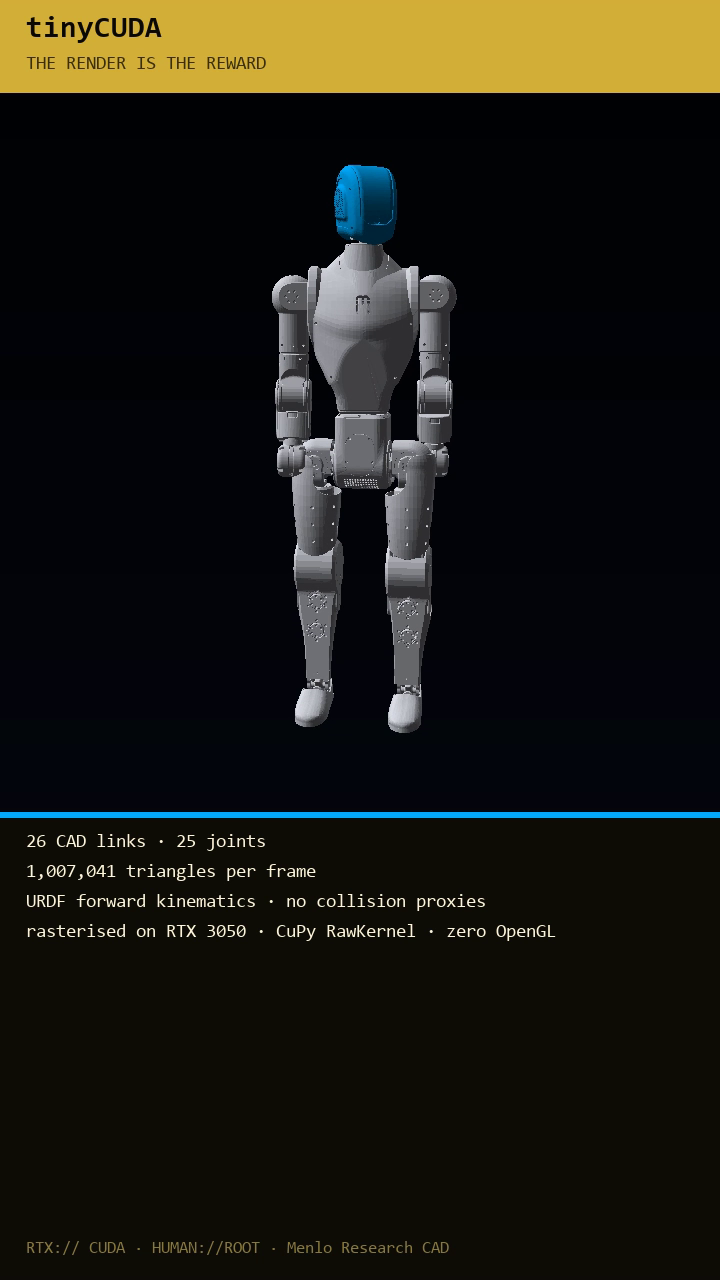 tinyCUDA
THE RENDER IS THE REWARD
26 CAD links · 25 joints
1,007,041 triangles per frame
URDF forward kinematics · no collision proxies
rasterised on RTX 3050 · CuPy RawKernel · zero OpenGL
RTX:// CUDA · HUMAN://ROOT · Menlo Research CAD